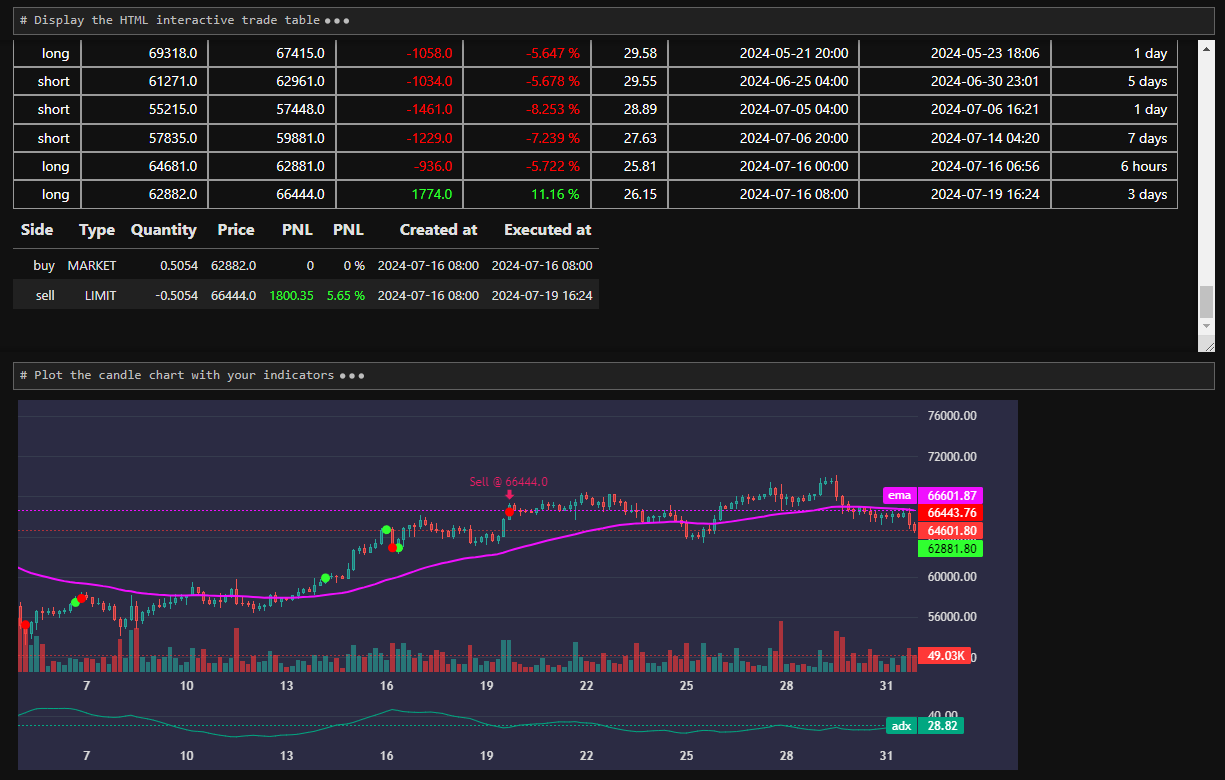 # Display the HTML interactive trade table •••
long 69318.0 67415.0 -1058.0 -5.647 % 29.58 2024-05-21 20:00 2024-05-23 18:06 1 day
short 61271.0 62961.0 -1034.0 -5.678 % 29.55 2024-06-25 04:00 2024-06-30 23:01 5 days
short 55215.0 57448.0 -1461.0 -8.253 % 28.89 2024-07-05 04:00 2024-07-06 16:21 1 day
short 57835.0 59881.0 -1229.0 -7.239 % 27.63 2024-07-06 20:00 2024-07-14 04:20 7 days
long 64681.0 62881.0 -936.0 -5.722 % 25.81 2024-07-16 00:00 2024-07-16 06:56 6 hours
long 62882.0 66444.0 1774.0 11.16 % 26.15 2024-07-16 08:00 2024-07-19 16:24 3 days
Side Type Quantity Price PNL PNL Created at Executed at
buy MARKET 0.5054 62882.0 0 0 % 2024-07-16 08:00 2024-07-16 08:00
sell LIMIT -0.5054 66444.0 1800.35 5.65 % 2024-07-16 08:00 2024-07-19 16:24
# Plot the candle chart with your indicators •••
76000.00
72000.00
Sell @ 66444.0
ema 66601.87
66443.76
64601.80
62881.80
60000.00
56000.00
49.03K
7 10 13 16 19 22 25 28 31
40.00
adx 28.82
7 10 13 16 19 22 25 28 31